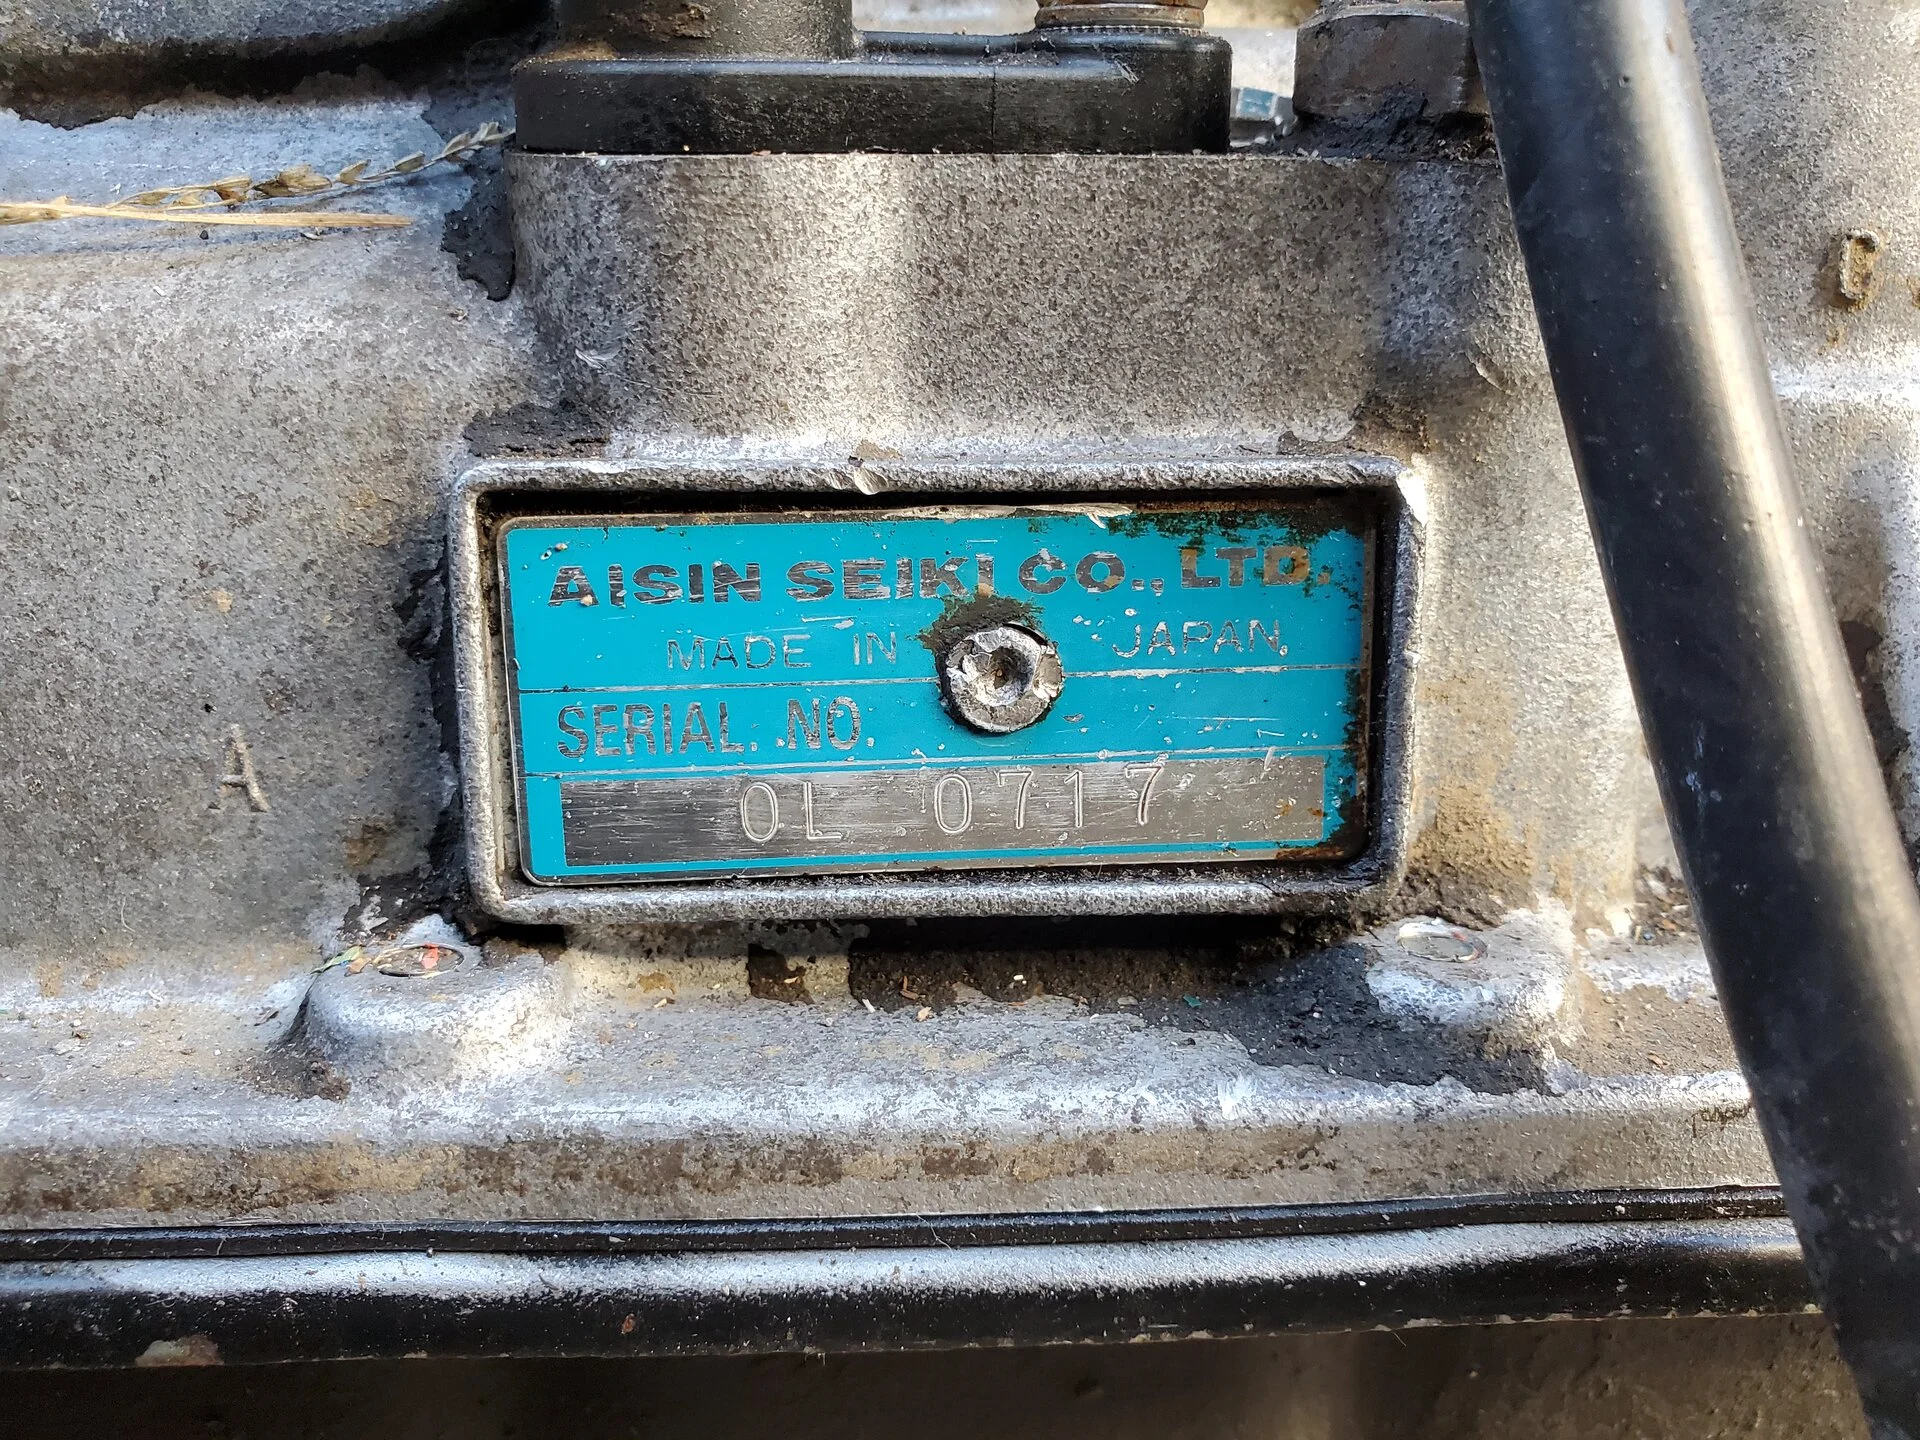 AISIN SEIKI CO., LTD.
MADE IN JAPAN.
SERIAL. NO.
0L 0717
A